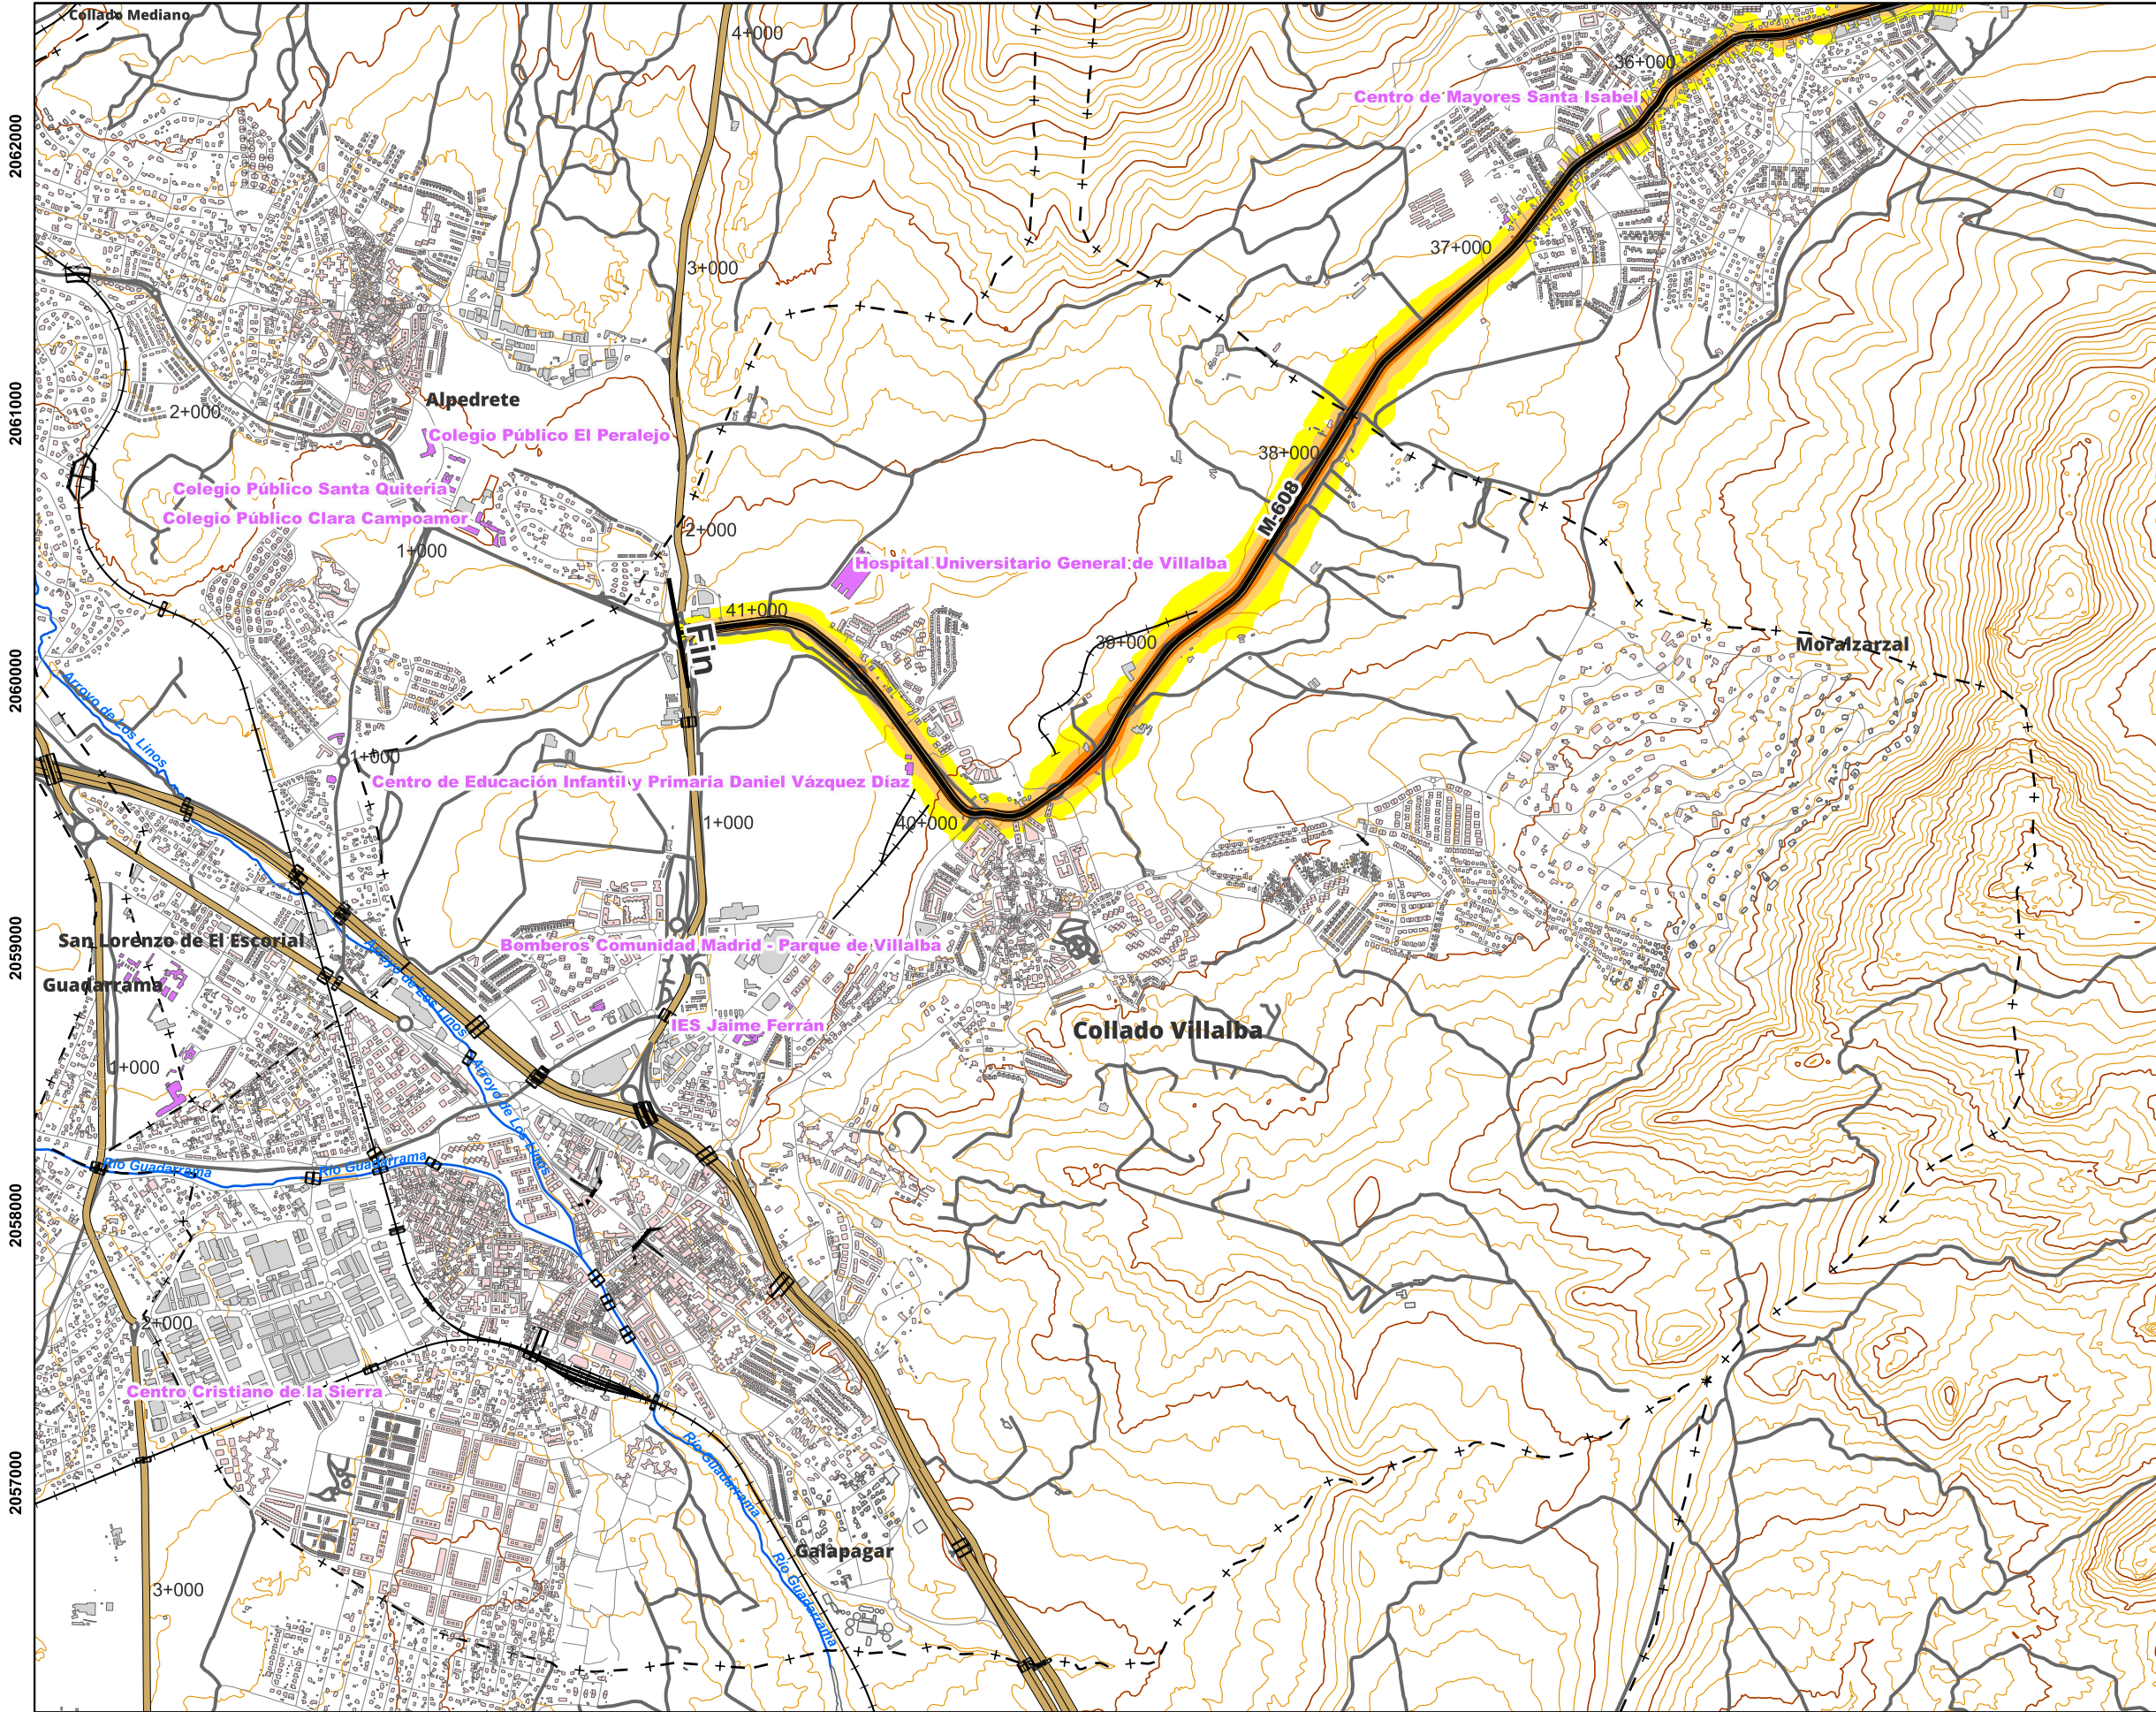 Collado Mediano
4+000
36+000
Centro de Mayores Santa Isabel
2062000
37+000
3+000
Alpedrete
2+000
2061000
Colegio Público El Peralejo
38+000
Colegio Público Santa Quiteria
M-608
Colegio Público Clara Campoamor
2+000
1+000
Hospital Universitario General de Villalba
41+000
Fin
39+000
Moralzarzal
2060000
Arroyo de Los Linos
1+000
Centro de Educación Infantil y Primaria Daniel Vázquez Díaz
1+000
40+000
2059000
San Lorenzo de El Escorial
Bomberos Comunidad Madrid - Parque de Villalba
Guadarrama
Arroyo de Los Linos
IES Jaime Ferrán
Collado Villalba
1+000
Arroyo de Los Linos
Río Guadarrama
Río Guadarrama
2058000
2+000
Centro Cristiano de la Sierra
2057000
Río Guadarrama
Galapagar
3+000
Río Guadarrama